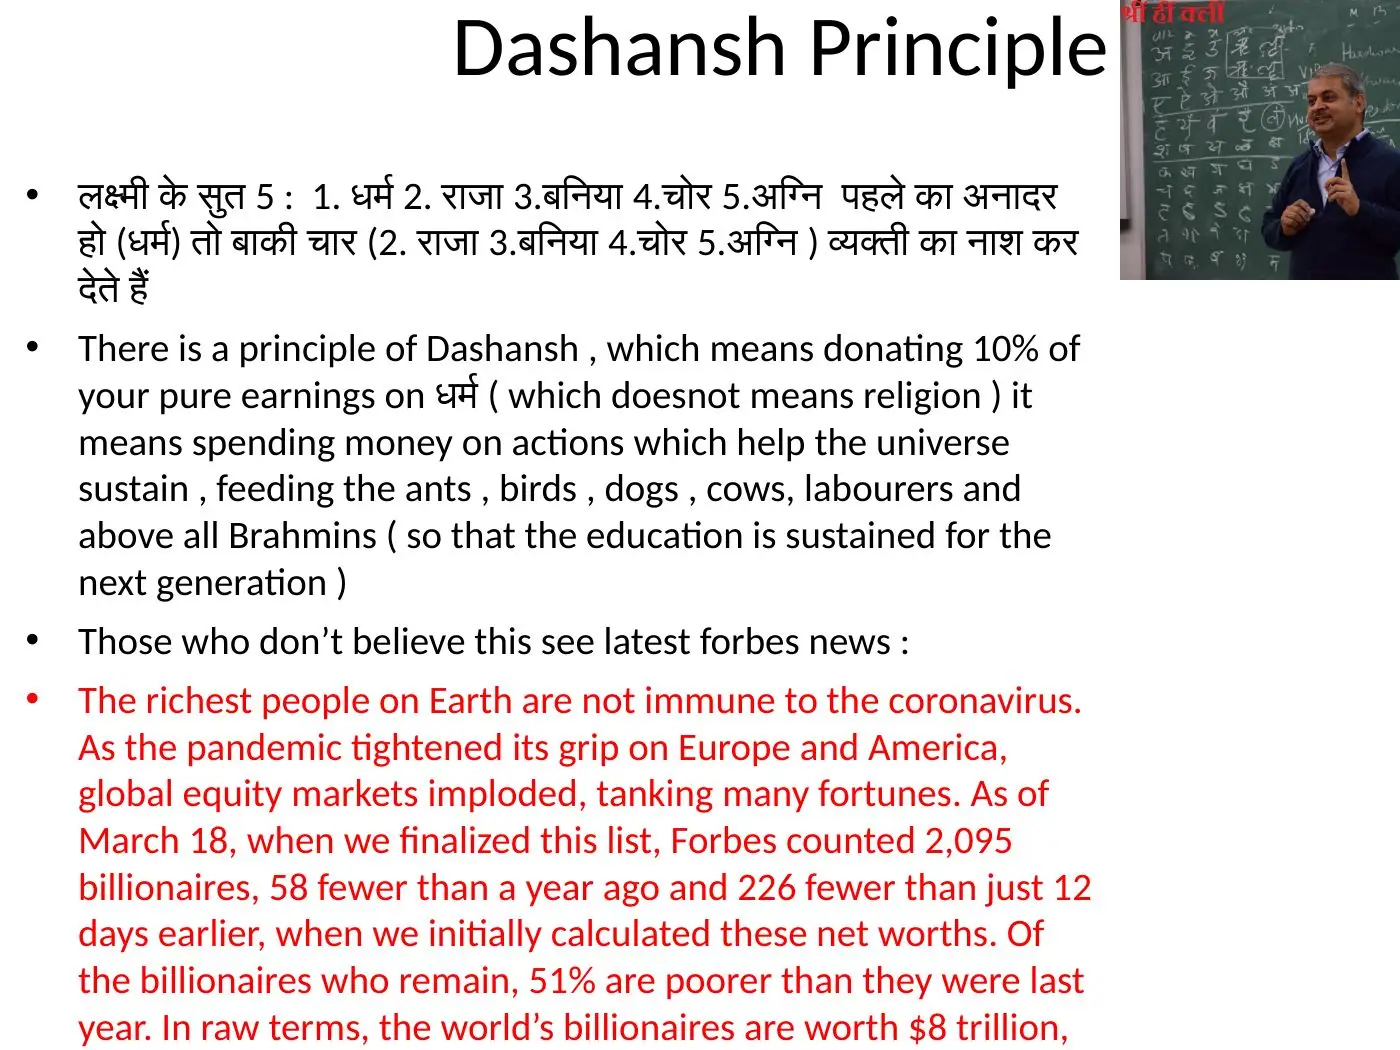 Dashansh Principle
श्रीं ह्रीं क्लीं
• लक्ष्मी के सुत 5 : 1. धर्म 2. राजा 3.बनिया 4.चोर 5.अग्नि पहले का अनादर
हो (धर्म) तो बाकी चार (2. राजा 3.बनिया 4.चोर 5.अग्नि ) व्यक्ती का नाश कर
देते हैं
• There is a principle of Dashansh , which means donating 10% of
your pure earnings on धर्म ( which doesnot means religion ) it
means spending money on actions which help the universe
sustain , feeding the ants , birds , dogs , cows, labourers and
above all Brahmins ( so that the education is sustained for the
next generation )
• Those who don’t believe this see latest forbes news :
• The richest people on Earth are not immune to the coronavirus.
As the pandemic tightened its grip on Europe and America,
global equity markets imploded, tanking many fortunes. As of
March 18, when we finalized this list, Forbes counted 2,095
billionaires, 58 fewer than a year ago and 226 fewer than just 12
days earlier, when we initially calculated these net worths. Of
the billionaires who remain, 51% are poorer than they were last
year. In raw terms, the world’s billionaires are worth $8 trillion,